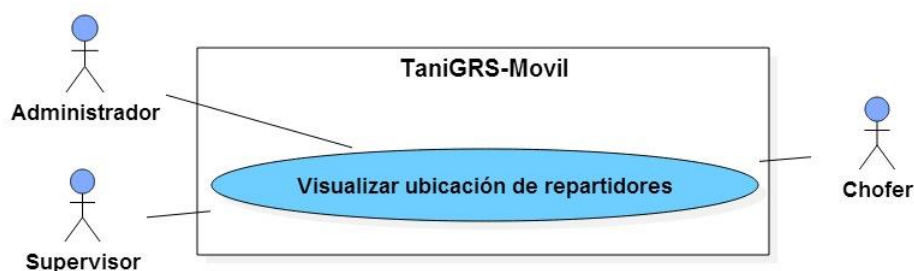 TaniGRS-Movil
Administrador
Visualizar ubicación de repartidores
Chofer
Supervisor